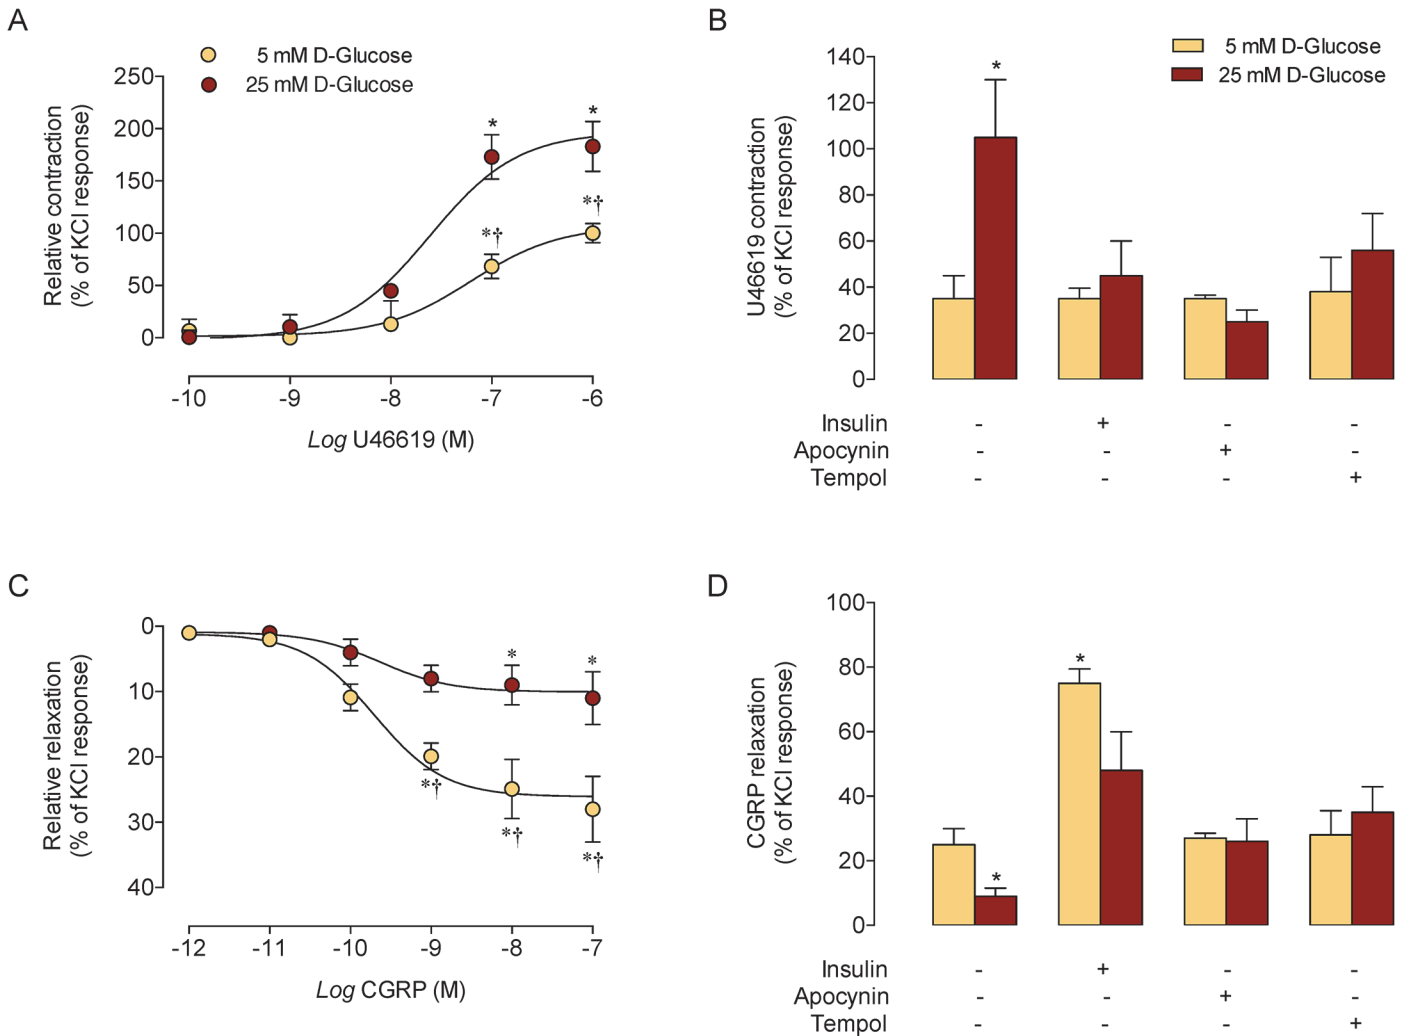 A
5 mM D-Glucose
25 mM D-Glucose
Relative contraction
(% of KCl response)
250
200
150
100
50
0
* *
*† *†
-10 -9 -8 -7 -6
Log U46619 (M)
B
5 mM D-Glucose
25 mM D-Glucose
U46619 contraction
(% of KCl response)
140
120
100
80
60
40
20
0
*
Insulin - + - -
Apocynin - - + -
Tempol - - - +
C
Relative relaxation
(% of KCl response)
0
10
20
30
40
* *
*† *† *†
-12 -11 -10 -9 -8 -7
Log CGRP (M)
D
CGRP relaxation
(% of KCl response)
100
80
60
40
20
0
* *
Insulin - + - -
Apocynin - - + -
Tempol - - - +